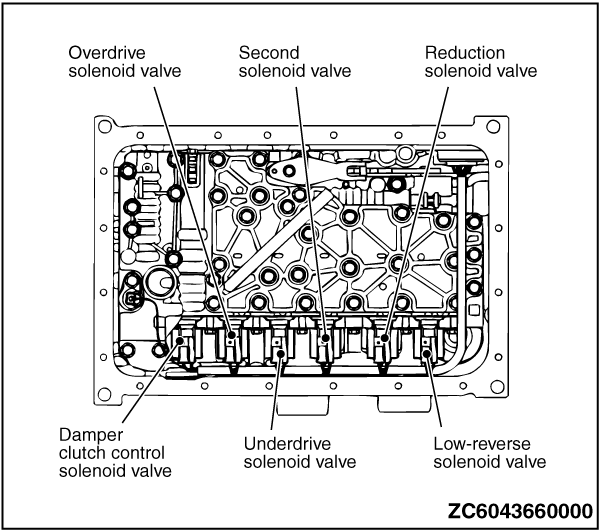 Overdrive
solenoid valve
Second
solenoid valve
Reduction
solenoid valve
Damper
clutch control
solenoid valve
Underdrive
solenoid valve
Low-reverse
solenoid valve
ZC6043660000